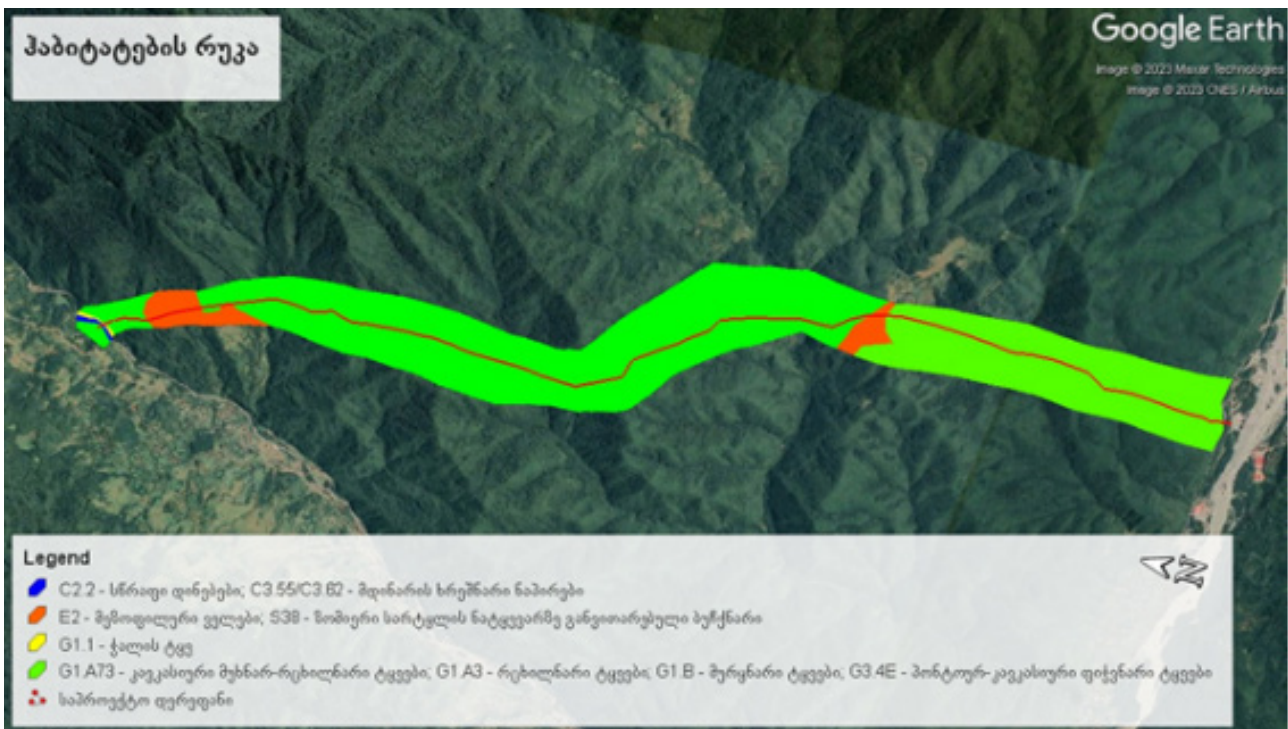 ჰაბიტატების რუკა
Google Earth
Image © 2023 Maxar Technologies
Image © 2023 CNES / Airbus
Legend
C2.2 - სწრაფი დინებები; C3.55/C3.62 - მდინარის ხრეშნარი ნაპირები
E2 - მეზოფილური ველები; S38 - ზომიერი სარტყლის ნატყევარზე განვითარებული ბუჩქნარი
G1.1 - ჭალის ტყე
G1.A73 - კავკასიური მუხნარ-რცხილნარი ტყეები; G1.A3 - რცხილნარი ტყეები; G1.B - მურყნარი ტყეები; G3.4E - პონტოურ-კავკასიური ფიჭვნარი ტყეები
საპროექტო დერეფანი
N